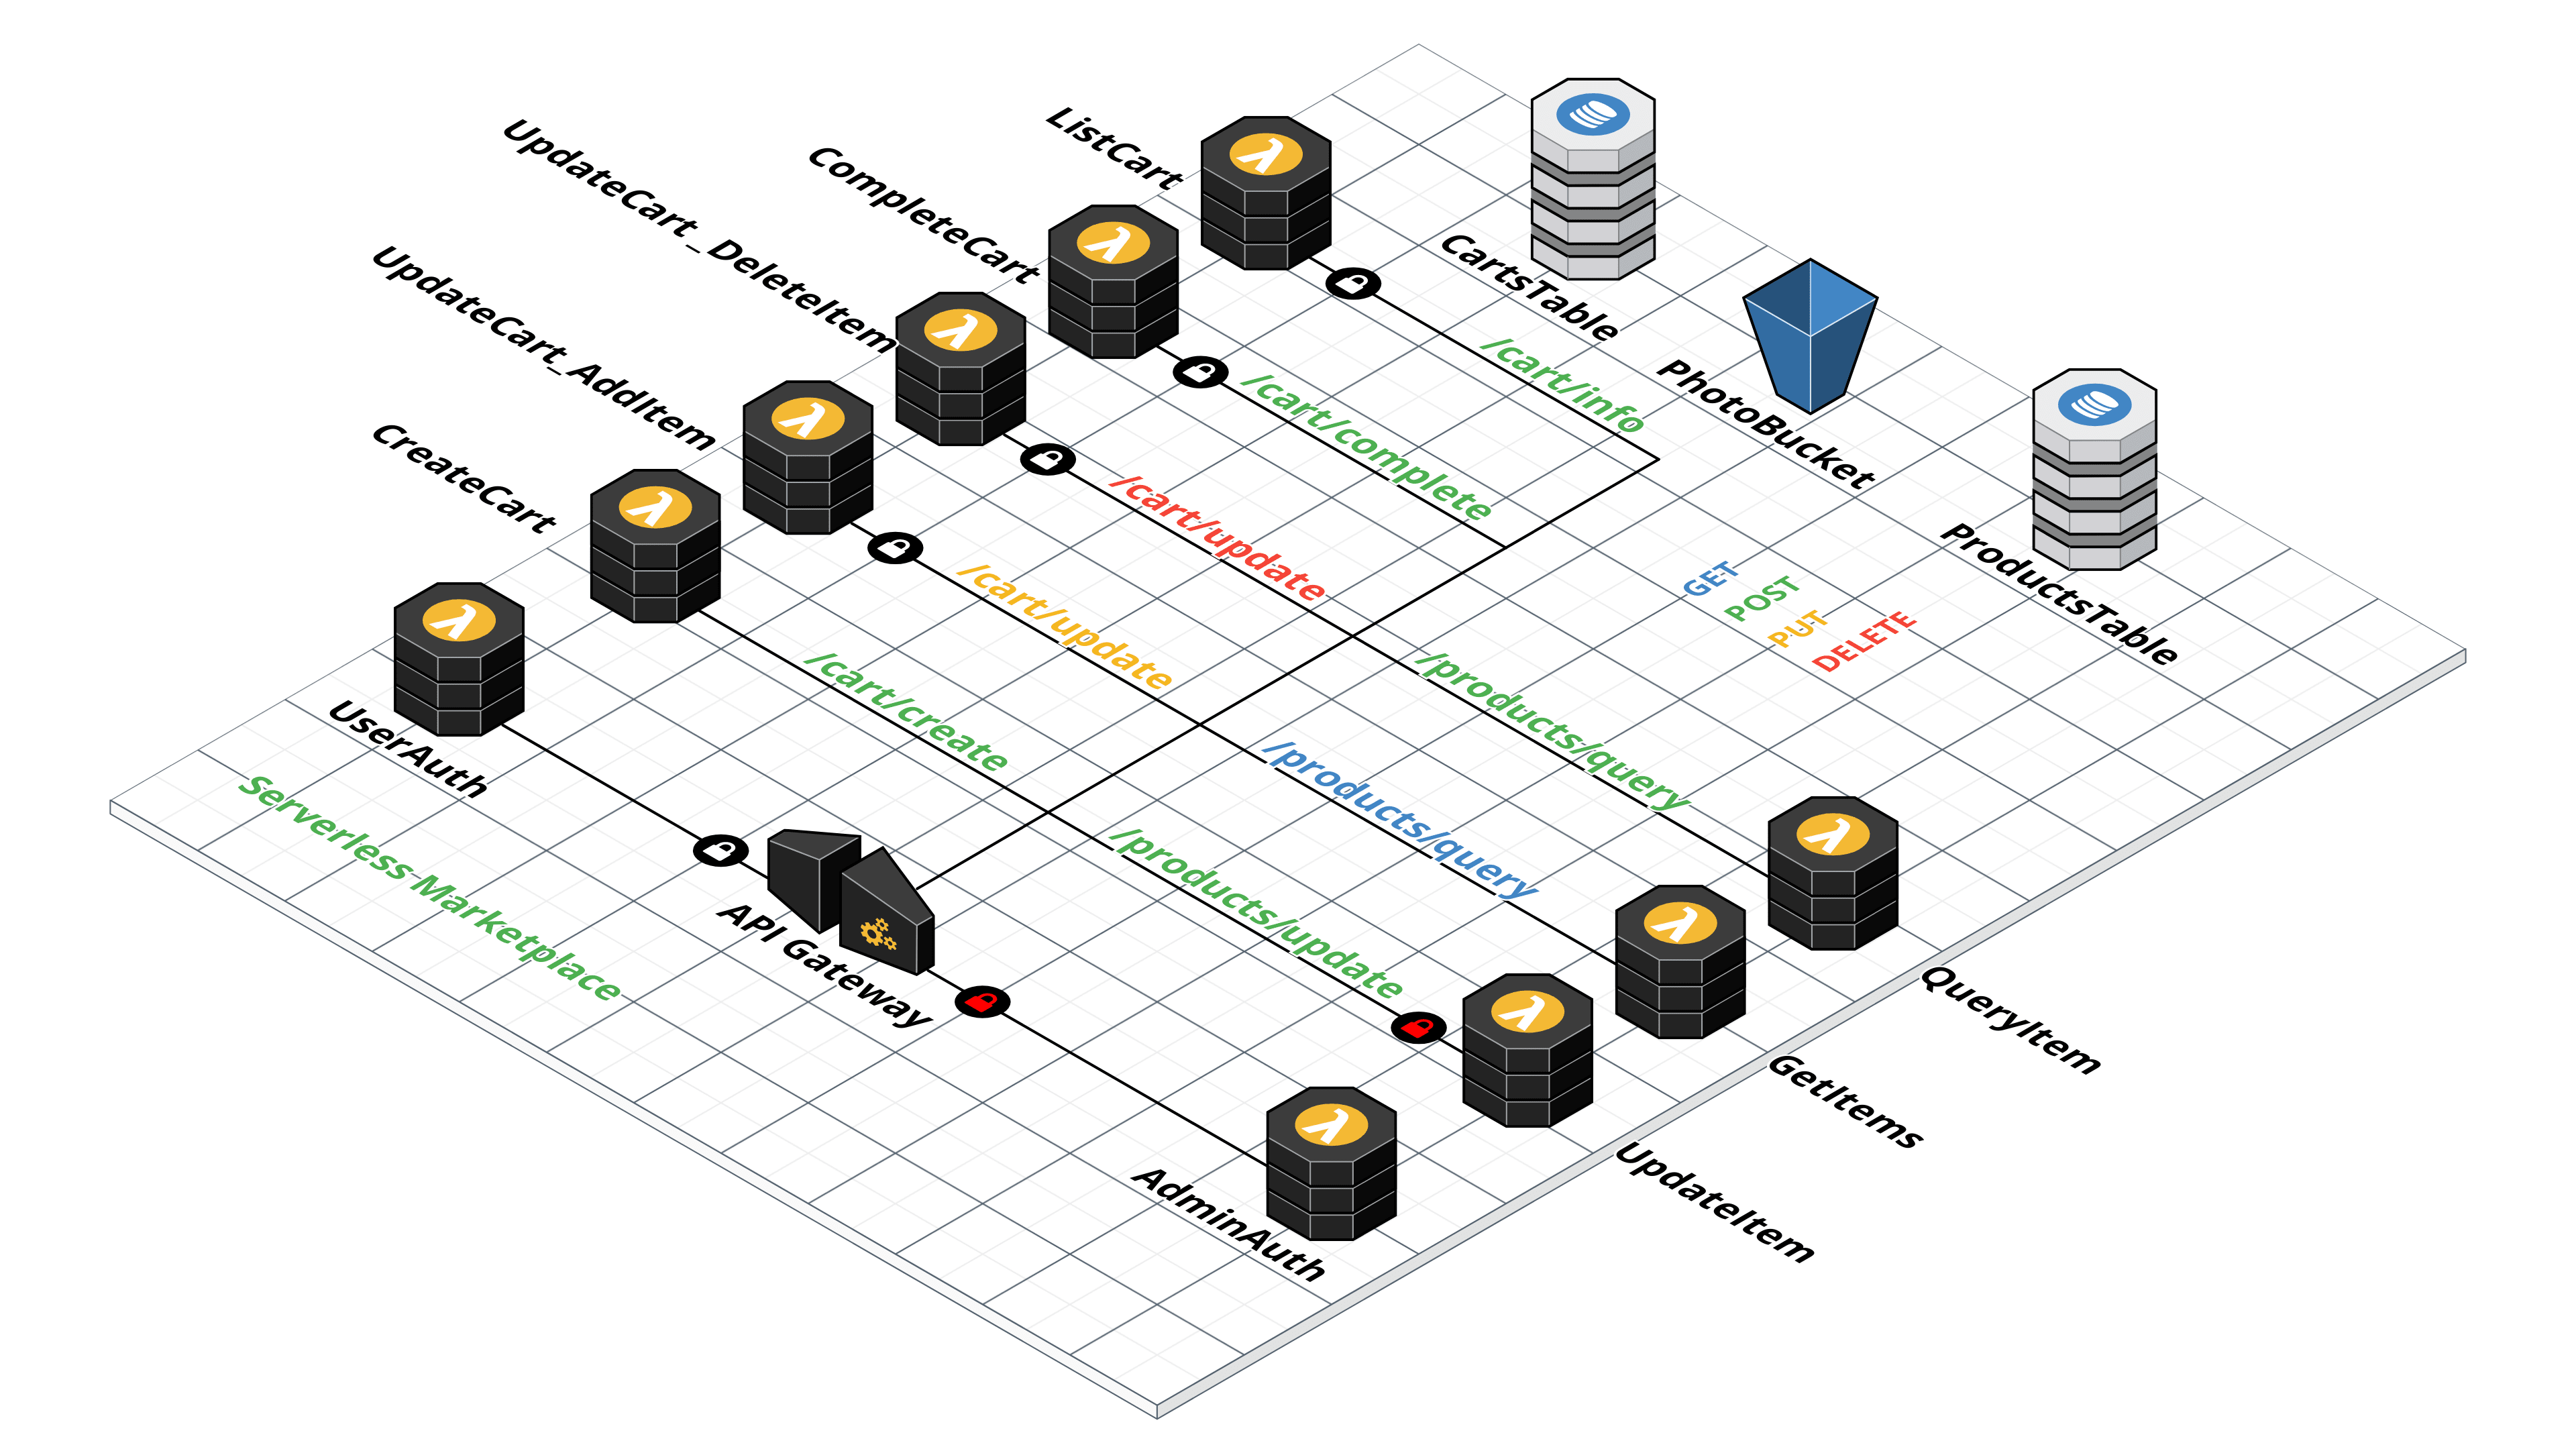 ListCart
CompleteCart
UpdateCart_DeleteItem
UpdateCart_AddItem
CreateCart
UserAuth
Serverless Marketplace
API Gateway
AdminAuth
CartsTable
PhotoBucket
ProductsTable
/cart/info
/cart/complete
/cart/update
/cart/update
/cart/create
GET
POST
PUT
DELETE
/products/query
/products/query
/products/update
QueryItem
GetItems
UpdateItem